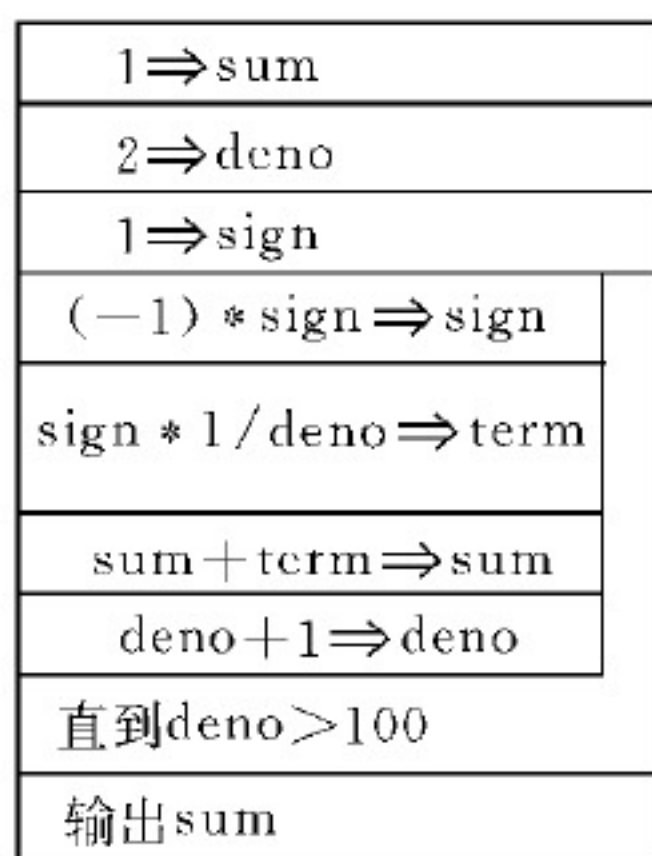 1⇒sum
2⇒deno
1⇒sign
(−1) * sign⇒sign
sign * 1/deno⇒term
sum+term⇒sum
deno+1⇒deno
直到deno>100
输出sum